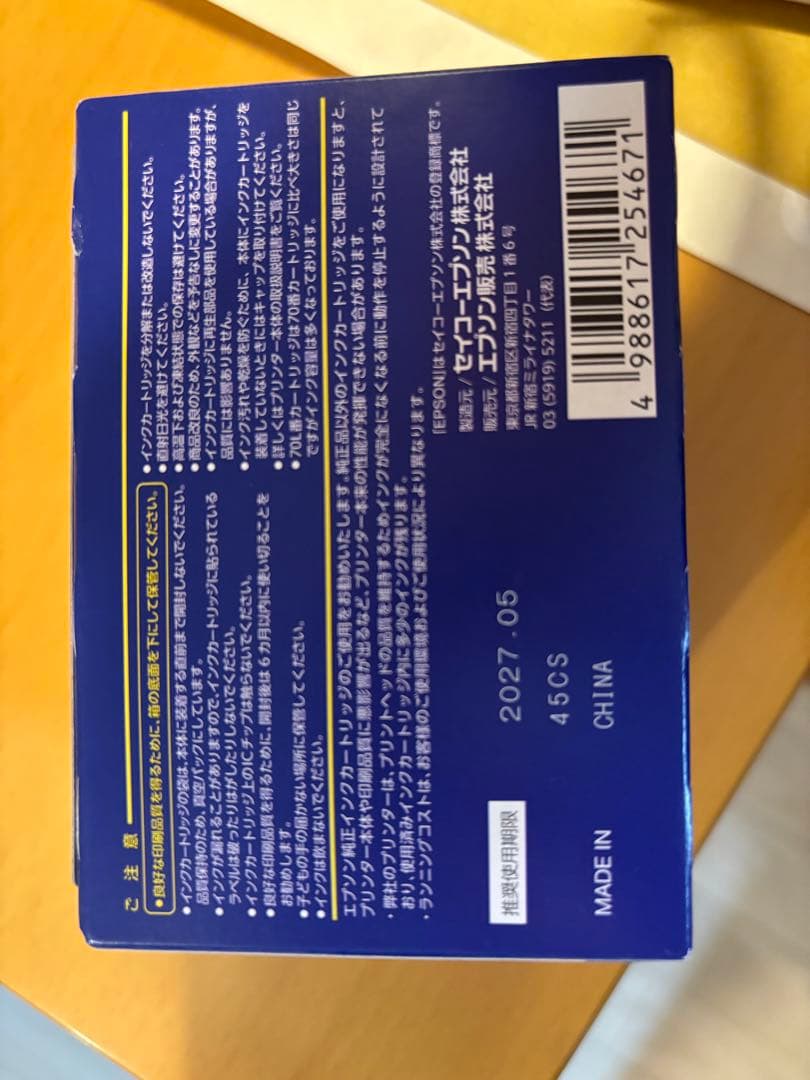 ご注意
●良好な印刷品質を得るために、箱の底面を下にして保管してください。
●インクカートリッジの袋は、本体に装着する直前まで開封しないでください。
品質保持のため、真空パックにしています。
●インクが漏れることがありますので、インクカートリッジに貼られている
ラベルは破ったりはがしたりしないでください。
●インクカートリッジ上のICチップは触らないでください。
●良好な印刷品質を得るために、開封後は6カ月以内に使い切ることを
お勧めします。
●子どもの手の届かない場所に保管してください。
●インクは飲まないでください。
●インクカートリッジを分解または改造しないでください。
●直射日光を避けてください。
●高温下および凍結状態での保存は避けてください。
●商品改良のため、外観などを予告なしに変更することがあります。
●インクカートリッジに再生部品を使用している場合がありますが、
品質には影響ありません。
●インク汚れや乾燥を防ぐために、本体にインクカートリッジを
装着していないときにはキャップを取り付けてください。
●詳しくはプリンター本体の取扱説明書をご覧ください。
●70L番カートリッジは70番カートリッジに比べ大きさは同じ
ですがインク容量は多くなっております。
エプソン純正インクカートリッジのご使用をお勧めいたします。純正品以外のインクカートリッジをご使用になりますと、
プリンター本体や印刷品質に悪影響が出るなど、プリンター本来の性能が発揮できない場合があります。
・弊社のプリンターは、プリントヘッドの品質を維持するためインクが完全になくなる前に動作を停止するように設計されて
おり、使用済みインクカートリッジ内に多少のインクが残ります。
・ランニングコストは、お客様のご使用環境およびご使用状況により異なります。
「EPSON」はセイコーエプソン株式会社の登録商標です。
製造元/セイコーエプソン株式会社
販売元/エプソン販売株式会社
東京都新宿区新宿四丁目1番6号
JR新宿ミライナタワー
03 (5919) 5211 (代表)
推奨使用期限 2027.05
45CS
MADE IN CHINA
4 988617 254671